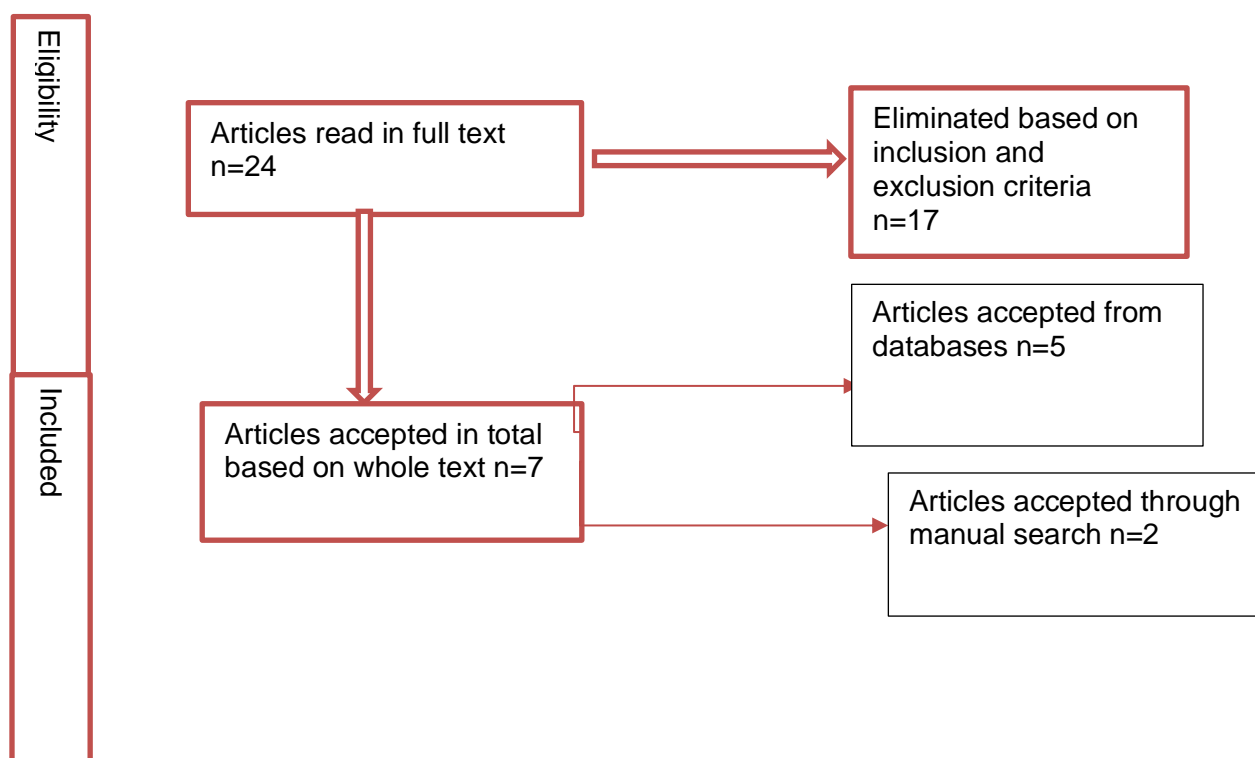 Eligibility
Articles read in full text
n=24
Eliminated based on
inclusion and
exclusion criteria
n=17
Articles accepted from
databases n=5
Included
Articles accepted in total
based on whole text n=7
Articles accepted through
manual search n=2